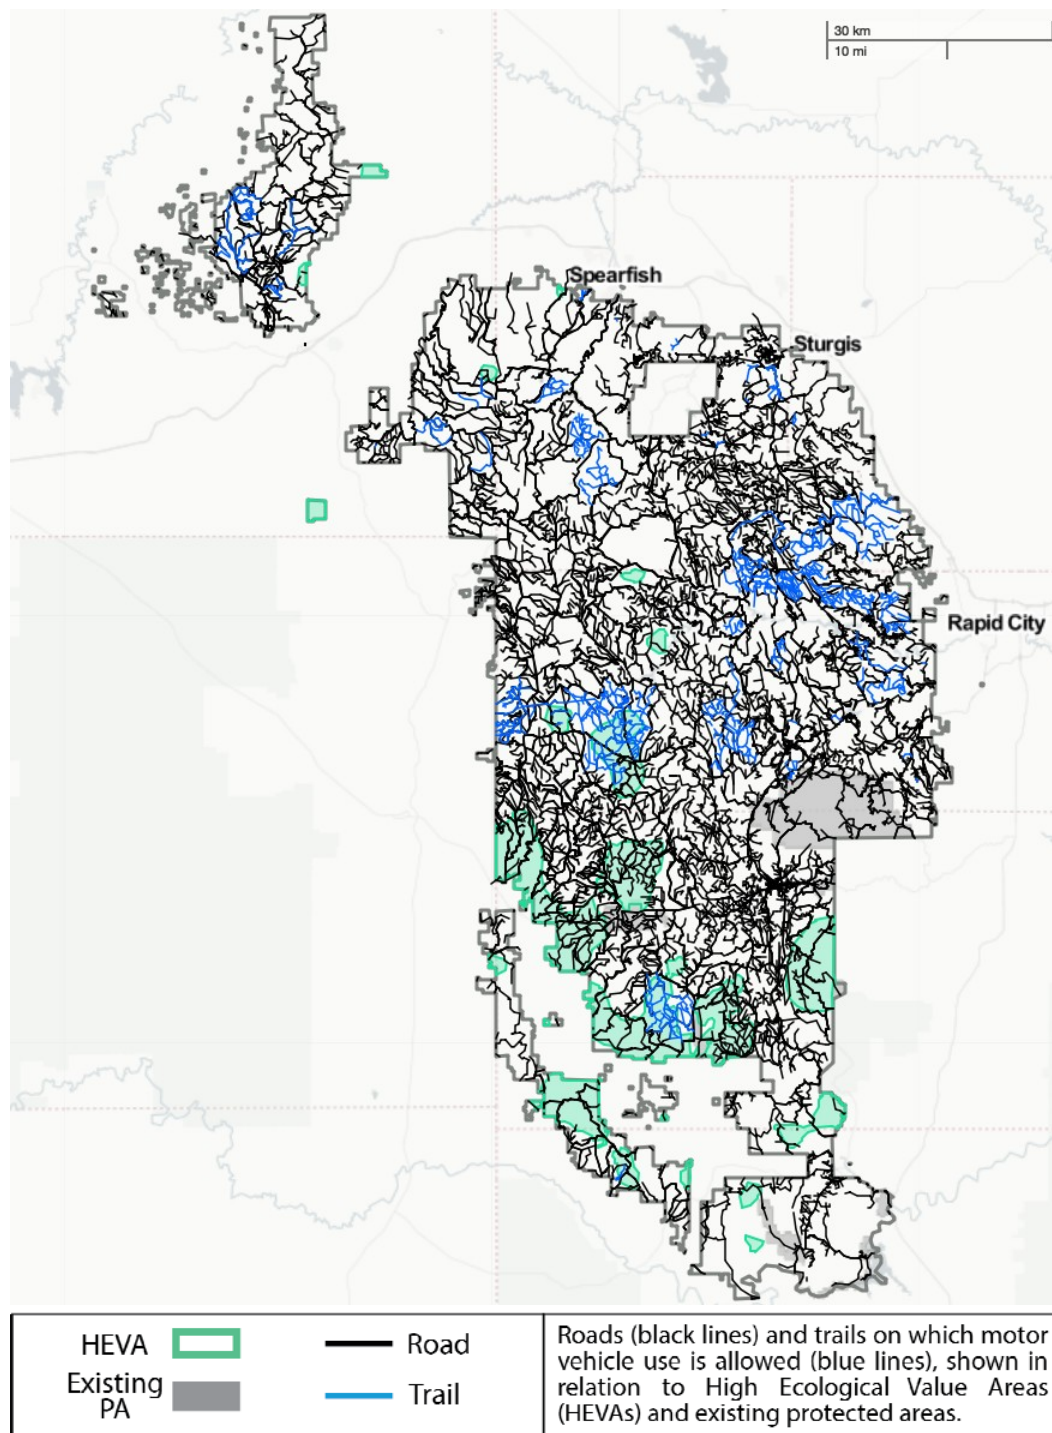 30 km
10 mi
Spearfish
Sturgis
Rapid City
HEVA
Existing
PA
Road
Trail
Roads (black lines) and trails on which motor
vehicle use is allowed (blue lines), shown in
relation to High Ecological Value Areas
(HEVAs) and existing protected areas.